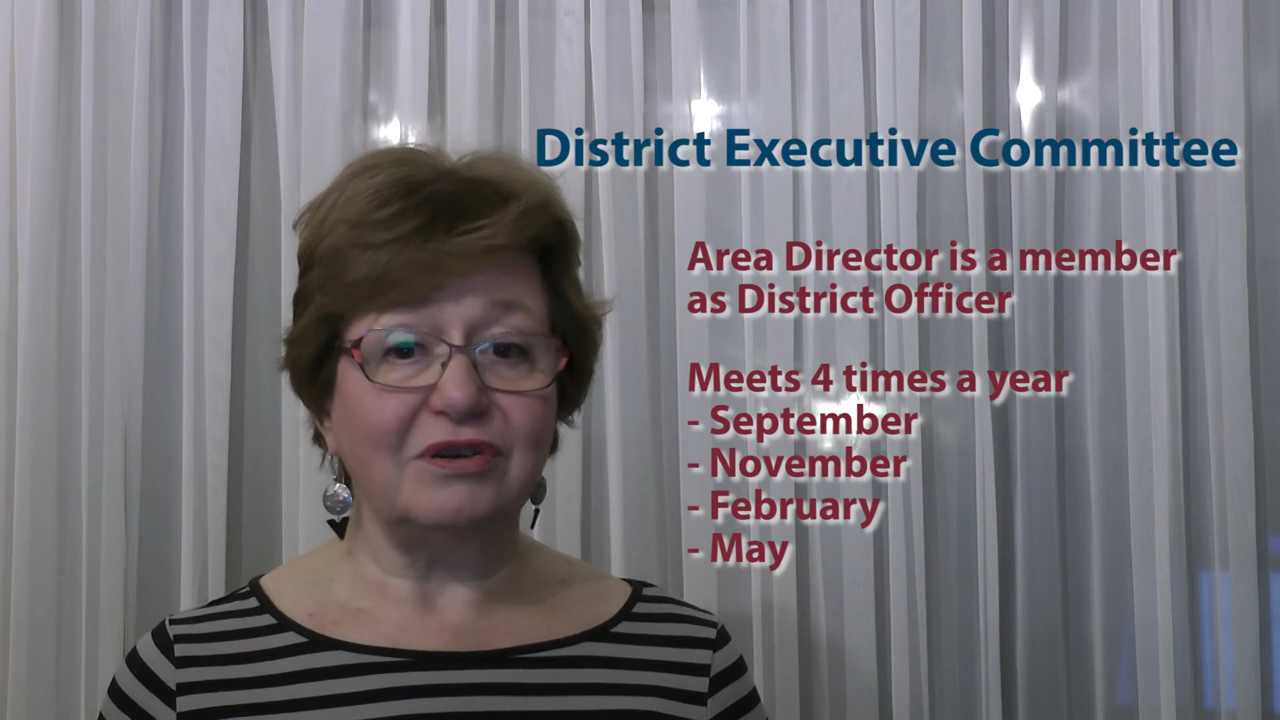 District Executive Committee
Area Director is a member
as District Officer
Meets 4 times a year
- September
- November
- February
- May